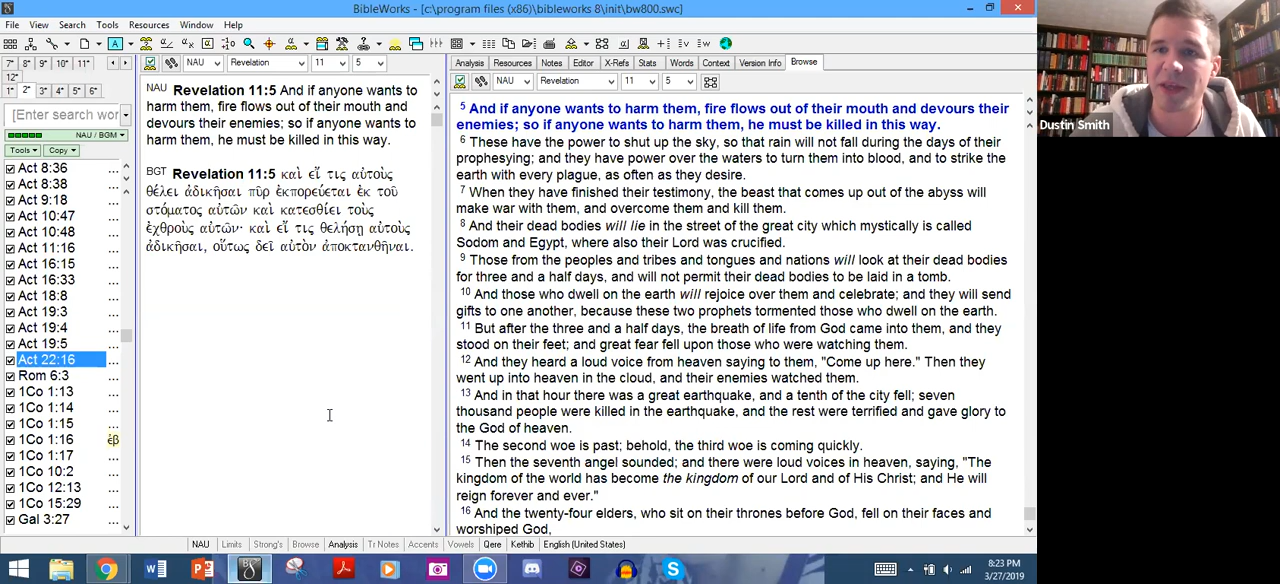 BibleWorks - [c:\program files (x86)\bibleworks 8\init\bw800.swc]
File View Search Tools Resources Window Help
7° 8° 9° 10° 11°
12°
1° 2° 3° 4° 5° 6°
[Enter search wor
NAU / BGM
Tools Copy
Act 8:36 ...
Act 8:38 ...
Act 9:18 ...
Act 10:47 ...
Act 10:48 ...
Act 11:16 ...
Act 16:15 ...
Act 16:33 ...
Act 18:8 ...
Act 19:3 ...
Act 19:4 ...
Act 19:5 ...
Act 22:16 ...
Rom 6:3 ...
1Co 1:13 ...
1Co 1:14 ...
1Co 1:15 ...
1Co 1:16
1Co 1:17 ...
1Co 10:2 ...
1Co 12:13 ...
1Co 15:29 ...
Gal 3:27 ...
NAU Revelation 11 5
NAU Revelation 11:5 And if anyone wants to
harm them, fire flows out of their mouth and
devours their enemies; so if anyone wants to
harm them, he must be killed in this way.
BGT Revelation 11:5 καὶ εἴ τις αὐτοὺς
θέλει ἀδικῆσαι πῦρ ἐκπορεύεται ἐκ τοῦ
στόματος αὐτῶν καὶ κατεσθίει τοὺς
ἐχθροὺς αὐτῶν· καὶ εἴ τις θελήσῃ αὐτοὺς
ἀδικῆσαι, οὕτως δεῖ αὐτὸν ἀποκτανθῆναι.
Analysis Resources Notes Editor X-Refs Stats Words Context Version Info Browse
NAU Revelation 11 5
5 And if anyone wants to harm them, fire flows out of their mouth and devours their
enemies; so if anyone wants to harm them, he must be killed in this way.
6 These have the power to shut up the sky, so that rain will not fall during the days of their
prophesying; and they have power over the waters to turn them into blood, and to strike the
earth with every plague, as often as they desire.
7 When they have finished their testimony, the beast that comes up out of the abyss will
make war with them, and overcome them and kill them.
8 And their dead bodies will lie in the street of the great city which mystically is called
Sodom and Egypt, where also their Lord was crucified.
9 Those from the peoples and tribes and tongues and nations will look at their dead bodies
for three and a half days, and will not permit their dead bodies to be laid in a tomb.
10 And those who dwell on the earth will rejoice over them and celebrate; and they will send
gifts to one another, because these two prophets tormented those who dwell on the earth.
11 But after the three and a half days, the breath of life from God came into them, and they
stood on their feet; and great fear fell upon those who were watching them.
12 And they heard a loud voice from heaven saying to them, "Come up here." Then they
went up into heaven in the cloud, and their enemies watched them.
13 And in that hour there was a great earthquake, and a tenth of the city fell; seven
thousand people were killed in the earthquake, and the rest were terrified and gave glory to
the God of heaven.
14 The second woe is past; behold, the third woe is coming quickly.
15 Then the seventh angel sounded; and there were loud voices in heaven, saying, "The
kingdom of the world has become the kingdom of our Lord and of His Christ; and He will
reign forever and ever."
16 And the twenty-four elders, who sit on their thrones before God, fell on their faces and
worshiped God,
NAU Limits Strong's Browse Analysis Tr Notes Accents Vowels Qere Kethib English (United States)
8:23 PM
3/27/2019
Dustin Smith